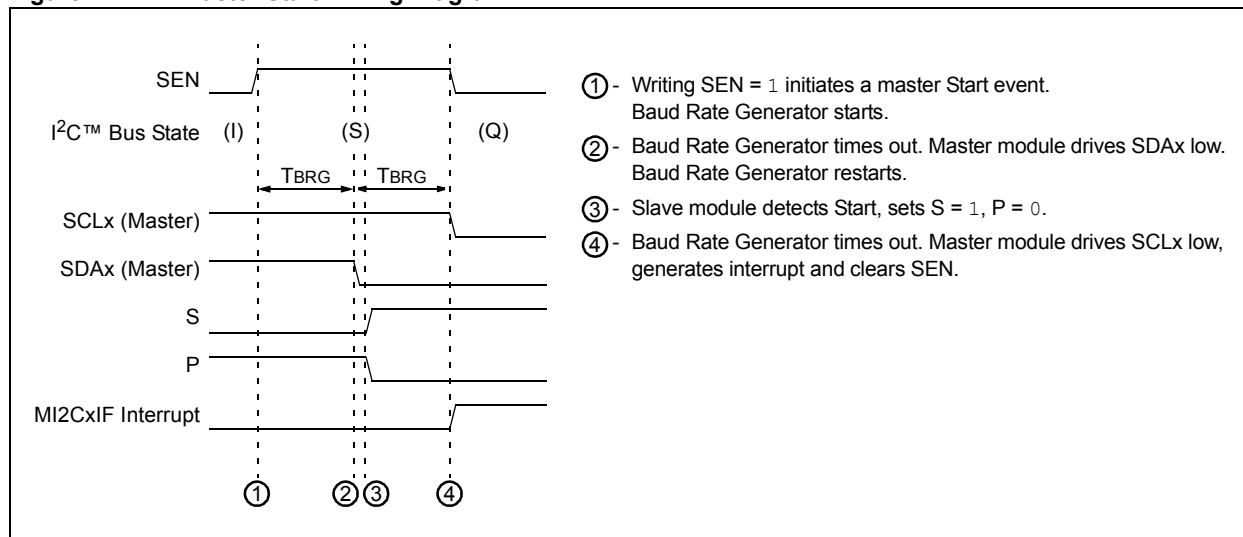 SEN
I²C™ Bus State (I) (S) (Q)
TBRG TBRG
SCLx (Master)
SDAx (Master)
S
P
MI2CxIF Interrupt
1 2 3 4
1 - Writing SEN = 1 initiates a master Start event.
Baud Rate Generator starts.
2 - Baud Rate Generator times out. Master module drives SDAx low.
Baud Rate Generator restarts.
3 - Slave module detects Start, sets S = 1, P = 0.
4 - Baud Rate Generator times out. Master module drives SCLx low,
generates interrupt and clears SEN.